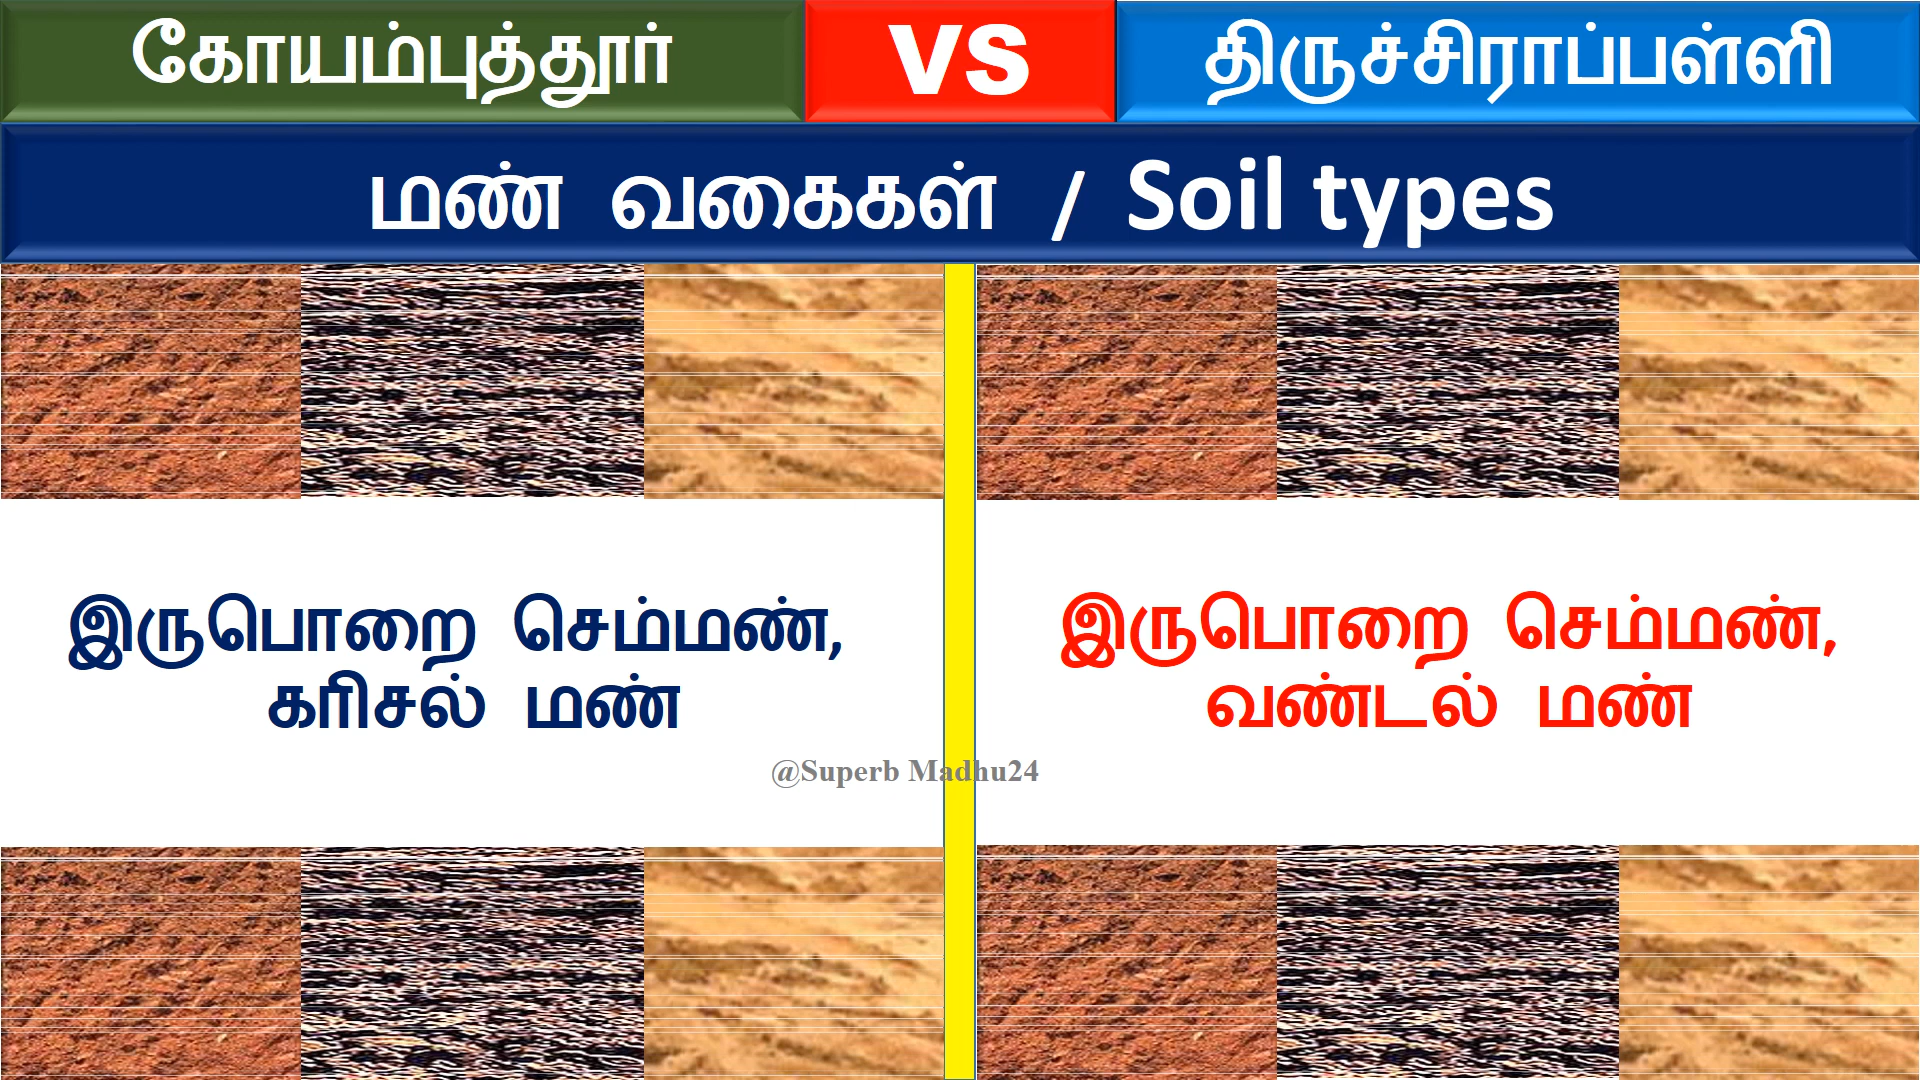 கோயம்புத்தூர் VS திருச்சிராப்பள்ளி
மண் வகைகள் / Soil types
இருபொறை செம்மண்,
கரிசல் மண்
இருபொறை செம்மண்,
வண்டல் மண்
@Superb Madhu24